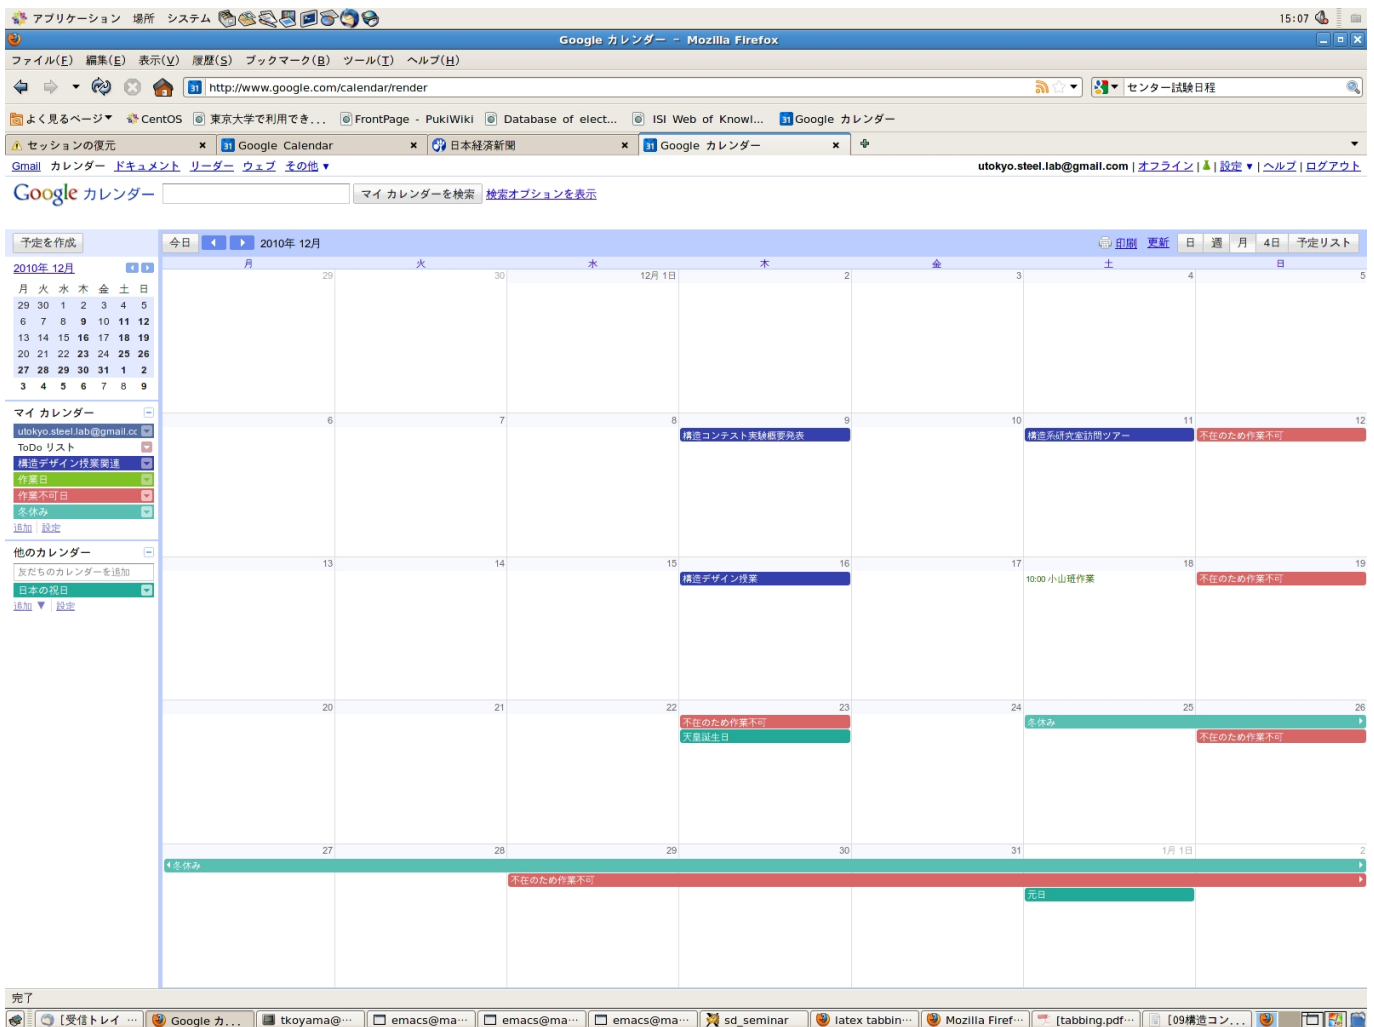 アプリケーション 場所 システム 15:07
Google カレンダー - Mozilla Firefox
ファイル(F) 編集(E) 表示(V) 履歴(S) ブックマーク(B) ツール(T) ヘルプ(H)
http://www.google.com/calendar/render センター試験日程
よく見るページ CentOS 東京大学で利用でき... FrontPage - PukiWiki Database of elect... ISI Web of Knowl... Google カレンダー
セッションの復元 Google Calendar 日本経済新聞 Google カレンダー
Gmail カレンダー ドキュメント リーダー ウェブ その他 ▼ utokyo.steel.lab@gmail.com | オフライン | 設定 ▼ | ヘルプ | ログアウト
Google カレンダー マイ カレンダーを検索 検索オプションを表示
予定を作成 今日 2010年 12月 印刷 更新 日 週 月 4日 予定リスト
2010年 12月
月 火 水 木 金 土 日
29 30 1 2 3 4 5
6 7 8 9 10 11 12
13 14 15 16 17 18 19
20 21 22 23 24 25 26
27 28 29 30 31 1 2
3 4 5 6 7 8 9
マイ カレンダー
utokyo.steel.lab@gmail.cc
ToDo リスト
構造デザイン授業関連
作業日
作業不可日
冬休み
追加 | 設定
他のカレンダー
友だちのカレンダーを追加
日本の祝日
追加 ▼ | 設定
月 火 水 木 金 土 日
29 30 12月 1日 2 3 4 5
6 7 8 9 10 11 12
構造コンテスト実験概要発表 構造系研究室訪問ツアー 不在のため作業不可
13 14 15 16 17 18 19
構造デザイン授業 10:00 小山班作業 不在のため作業不可
20 21 22 23 24 25 26
不在のため作業不可 冬休み
天皇誕生日 不在のため作業不可
27 28 29 30 31 1月 1日 2
冬休み
不在のため作業不可
元日
完了
[受信トレイ … Google カ... tkoyama@… emacs@ma… emacs@ma… emacs@ma… sd_seminar latex tabbin… Mozilla Firef… [tabbing.pdf… [09構造コン...